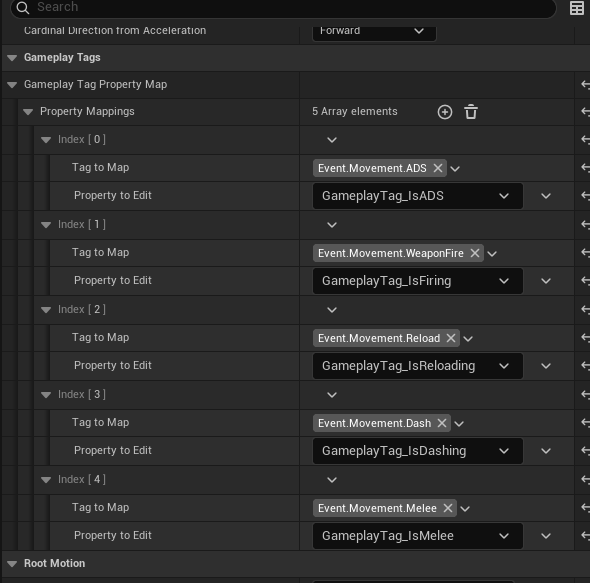 Search
Cardinal Direction from Acceleration Forward
Gameplay Tags
Gameplay Tag Property Map
Property Mappings 5 Array elements
Index [ 0 ]
Tag to Map Event.Movement.ADS
Property to Edit GameplayTag_IsADS
Index [ 1 ]
Tag to Map Event.Movement.WeaponFire
Property to Edit GameplayTag_IsFiring
Index [ 2 ]
Tag to Map Event.Movement.Reload
Property to Edit GameplayTag_IsReloading
Index [ 3 ]
Tag to Map Event.Movement.Dash
Property to Edit GameplayTag_IsDashing
Index [ 4 ]
Tag to Map Event.Movement.Melee
Property to Edit GameplayTag_IsMelee
Root Motion